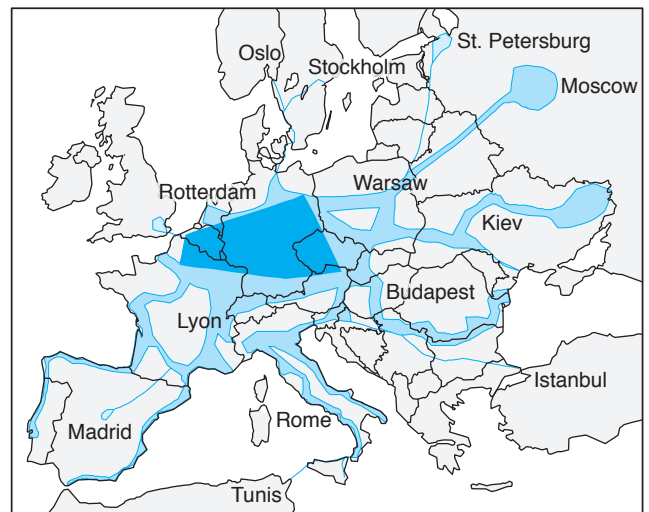 St. Petersburg
Oslo
Stockholm
Moscow
Rotterdam
Warsaw
Kiev
Budapest
Lyon
Istanbul
Rome
Madrid
Tunis